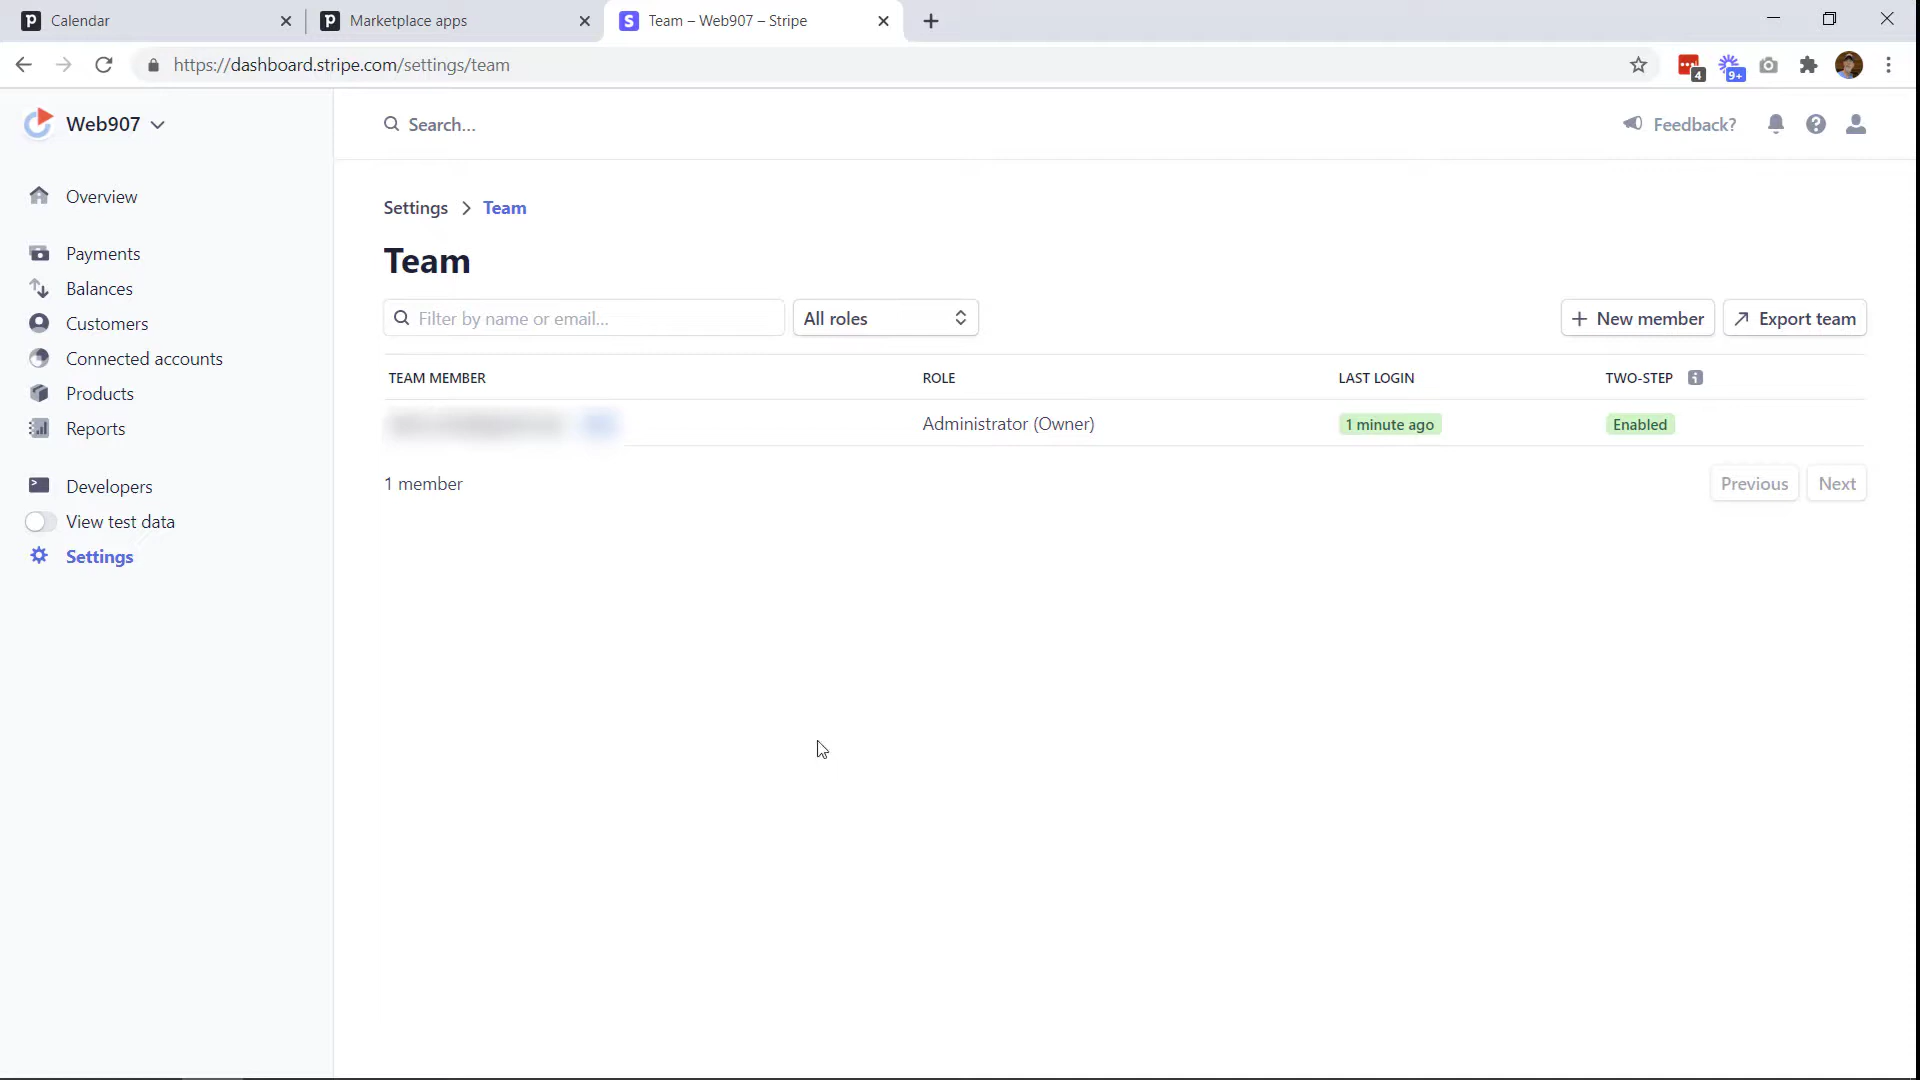 Calendar
Marketplace apps
Team – Web907 – Stripe
https://dashboard.stripe.com/settings/team
4
9+
Web907
Search...
Feedback?
Overview
Payments
Balances
Customers
Connected accounts
Products
Reports
Developers
View test data
Settings
Settings > Team
Team
Filter by name or email...
All roles
+ New member
Export team
TEAM MEMBER ROLE LAST LOGIN TWO-STEP
Administrator (Owner) 1 minute ago Enabled
1 member
Previous
Next